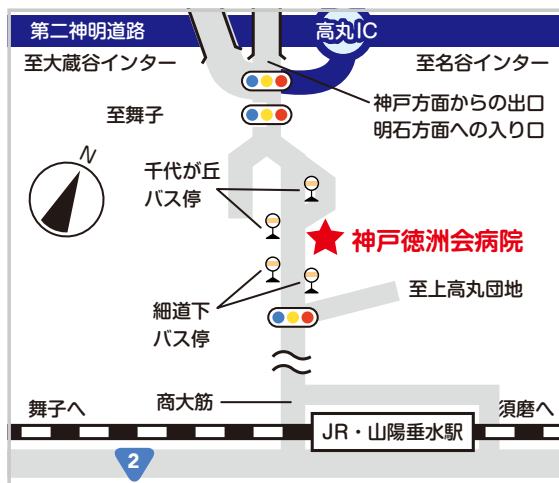 第二神明道路
高丸IC
至大蔵谷インター
至名谷インター
神戸方面からの出口
明石方面への入り口
至舞子
N
千代が丘
バス停
神戸徳洲会病院
至上高丸団地
細道下
バス停
舞子へ
商大筋
須磨へ
JR・山陽垂水駅
2